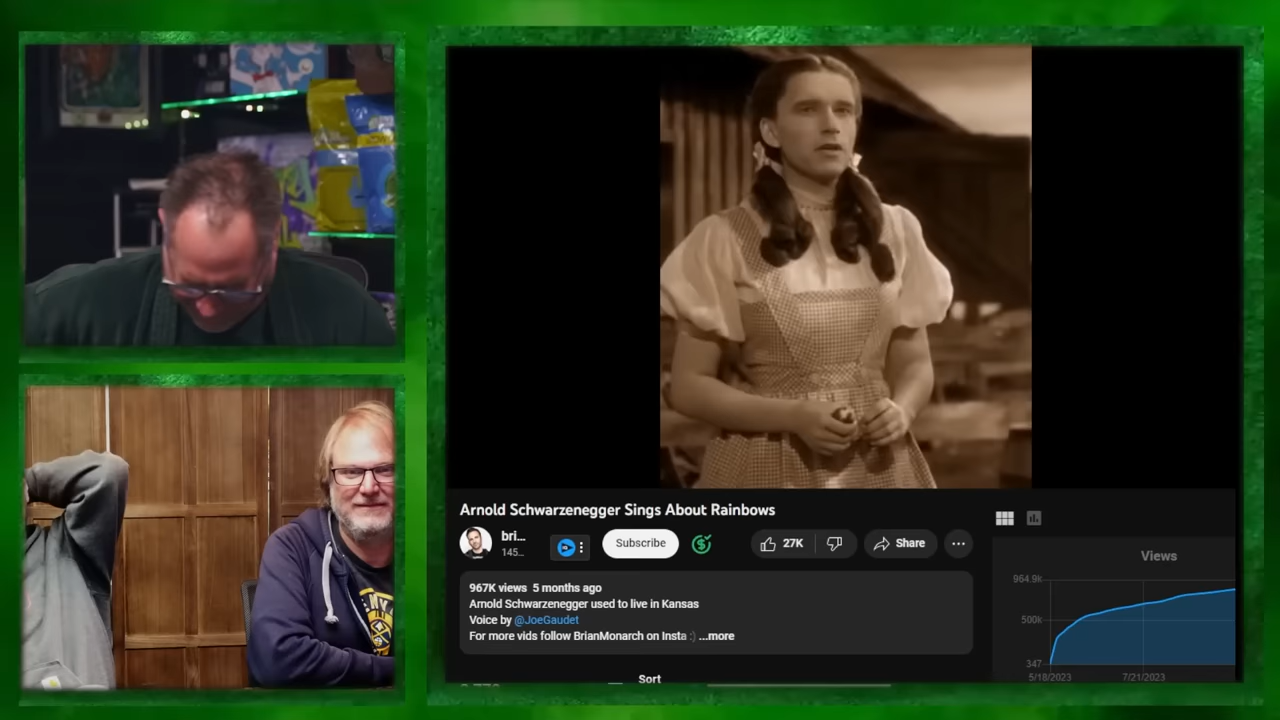 Arnold Schwarzenegger Sings About Rainbows
bri...
145...
Subscribe
27K
Share
967K views 5 months ago
Arnold Schwarzenegger used to live in Kansas
Voice by @JoeGaudet
For more vids follow BrianMonarch on Insta :) ...more
Sort
Views
964.9k
500k
347
5/18/2023
7/21/2023